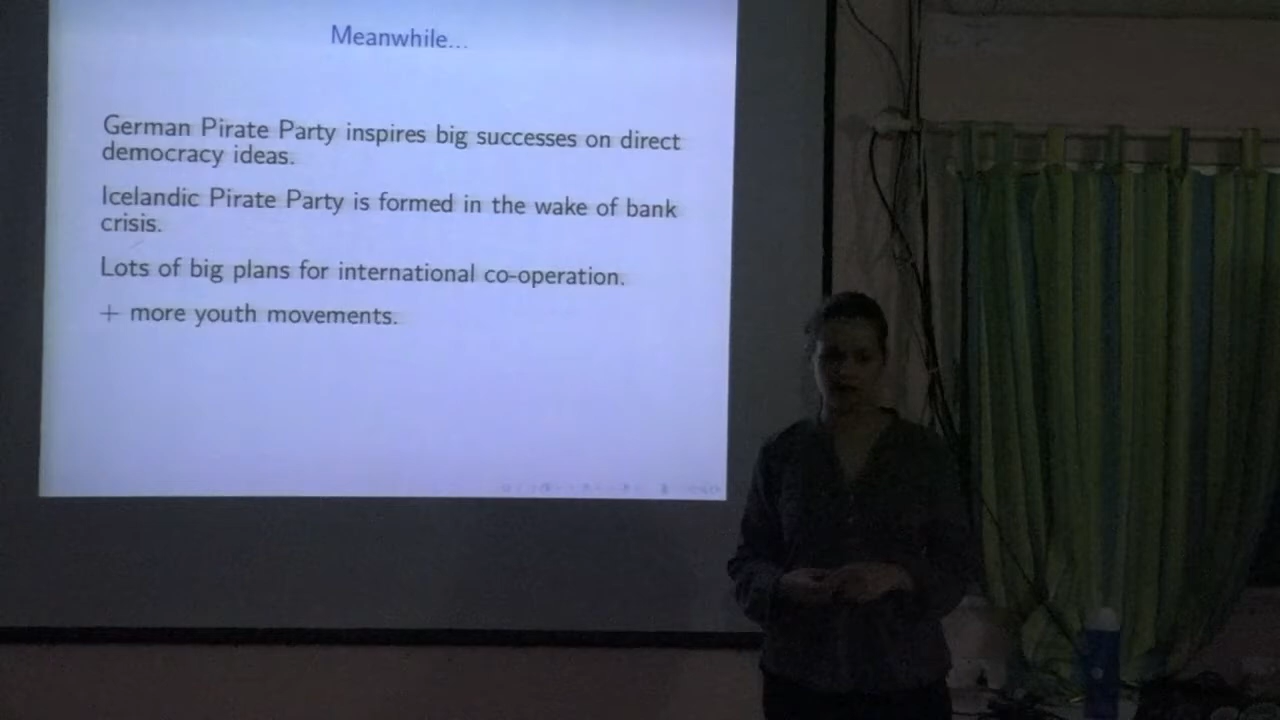 Meanwhile...
German Pirate Party inspires big successes on direct
democracy ideas.
Icelandic Pirate Party is formed in the wake of bank
crisis.
Lots of big plans for international co-operation.
+ more youth movements.